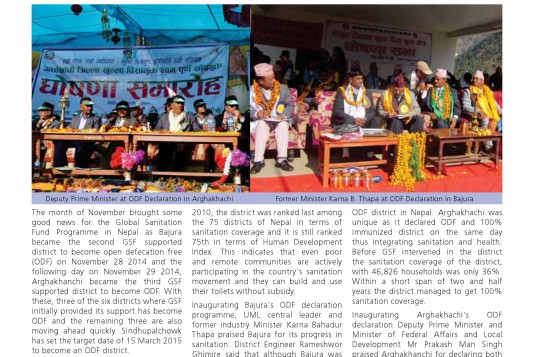 अर्घाखाँची जिल्ला खुल्ला दिसामुक्त एवम् पूर्ण खोपयुक्त
घोषणा समारोह
घोषणा सभा
Deputy Prime Minister at ODF Declaration in Arghakhachi
Former Minister Karna B. Thapa at ODF Declaration in Bajura
The month of November brought some
good news for the Global Sanitation
Fund Programme in Nepal as Bajura
became the second GSF supported
district to become open defecation free
(ODF) on November 28 2014 and the
following day on November 29 2014,
Arghakhanchi became the third GSF
supported district to become ODF. With
these, three of the six districts where GSF
initially provided its support has become
ODF and the remaining three are also
moving ahead quickly. Sindhupalchowk
has set the target date of 15 March 2015
to become an ODF district.
2010, the district was ranked last among
the 75 districts of Nepal in terms of
sanitation coverage and it is still ranked
75th in terms of Human Development
Index. This indicates that even poor
and remote communities are actively
participating in the country's sanitation
movement and they can build and use
their toilets without subsidy.
Inaugurating Bajura's ODF declaration
programme, UML central leader and
former industry Minister Karna Bahadur
Thapa praised Bajura for its progress in
sanitation. District Engineer Rameshwor
Ghimire said that although Bajura was
ODF district in Nepal. Arghakhanchi was
unique as it declared ODF and 100%
immunized district on the same day
thus integrating sanitation and health.
Before GSF intervened in the district
the sanitation coverage of the district,
with 46,826 households was only 36%.
Within a short span of two and half
years the district managed to get 100%
sanitation coverage.
Inaugurating Arghakhanchi's ODF
declaration Deputy Prime Minister and
Minister of Federal Affairs and Local
Development Mr Prakash Man Singh
praised Arghakhanchi for declaring both